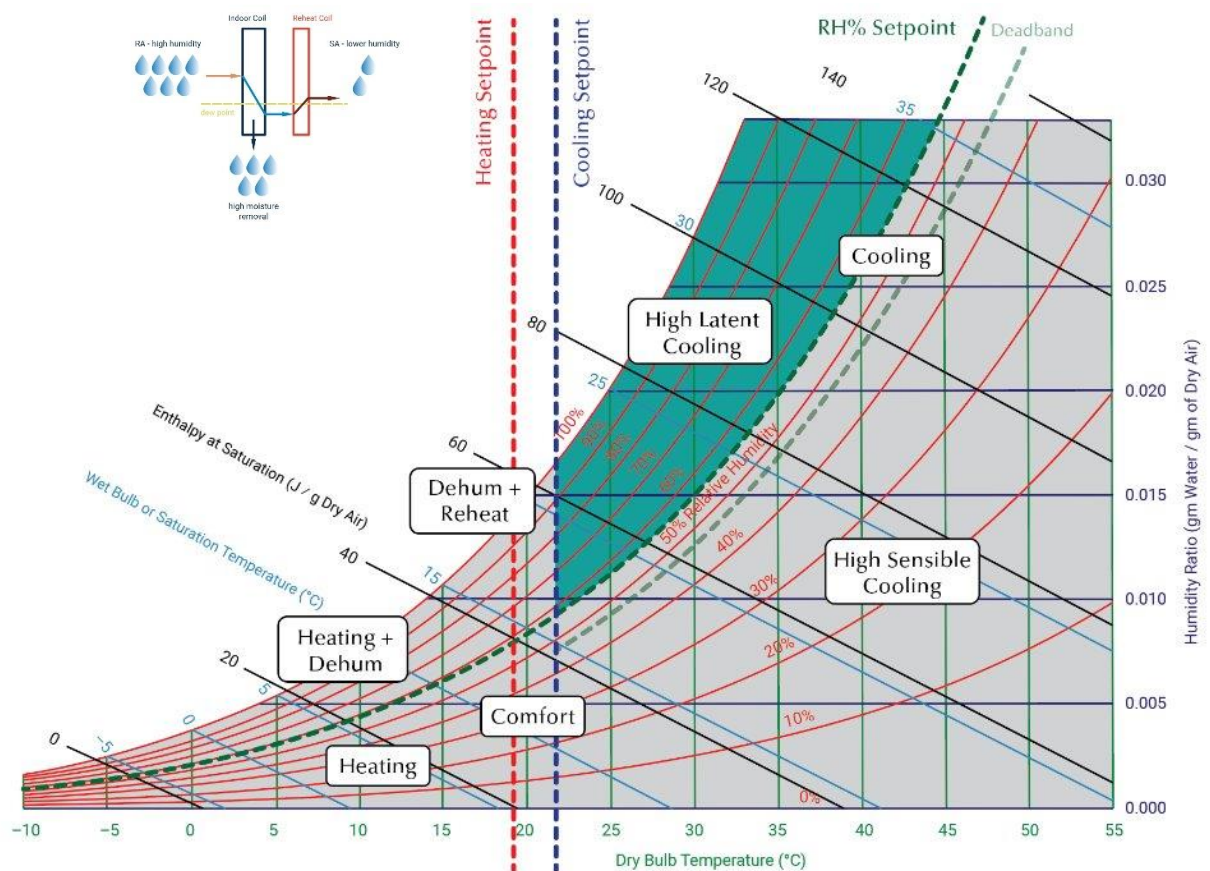 Indoor Coil
Reheat Coil
RA - high humidity
SA - lower humidity
dew point
high moisture
removal
Heating Setpoint
Cooling Setpoint
RH% Setpoint
Deadband
140
120
100
80
60
40
20
0
35
30
25
15
5
0
-5
Enthalpy at Saturation (J / g Dry Air)
Wet Bulb or Saturation Temperature (°C)
Cooling
High Latent
Cooling
Dehum +
Reheat
High Sensible
Cooling
Heating +
Dehum
Comfort
Heating
100%
90%
80%
70%
60%
50% Relative Humidity
40%
30%
20%
10%
0%
0.030
0.025
0.020
0.015
0.010
0.005
0.000
Humidity Ratio (gm Water / gm of Dry Air)
−10 −5 0 5 10 15 20 25 30 35 40 45 50 55
Dry Bulb Temperature (°C)